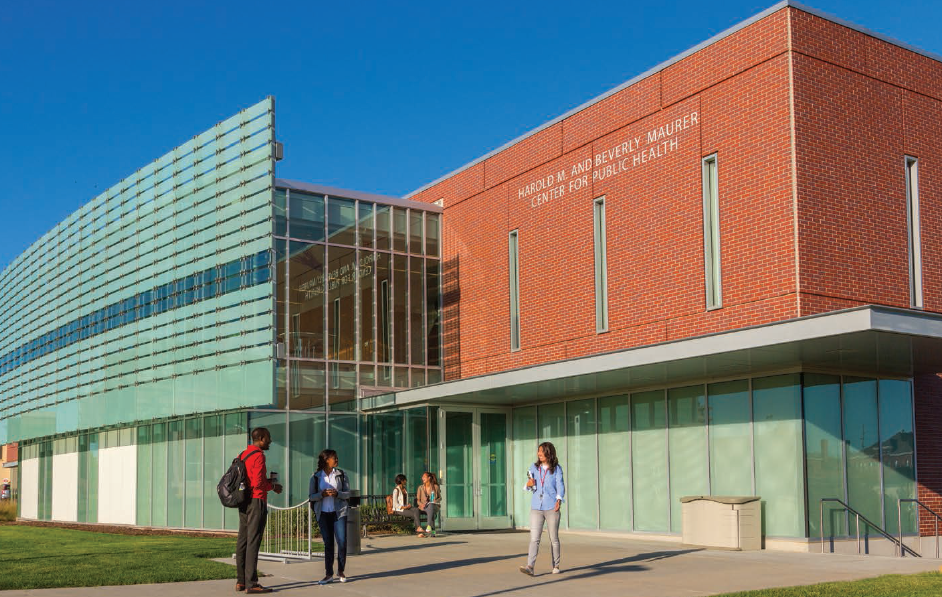 HAROLD M. AND BEVERLY MAURER
CENTER FOR PUBLIC HEALTH